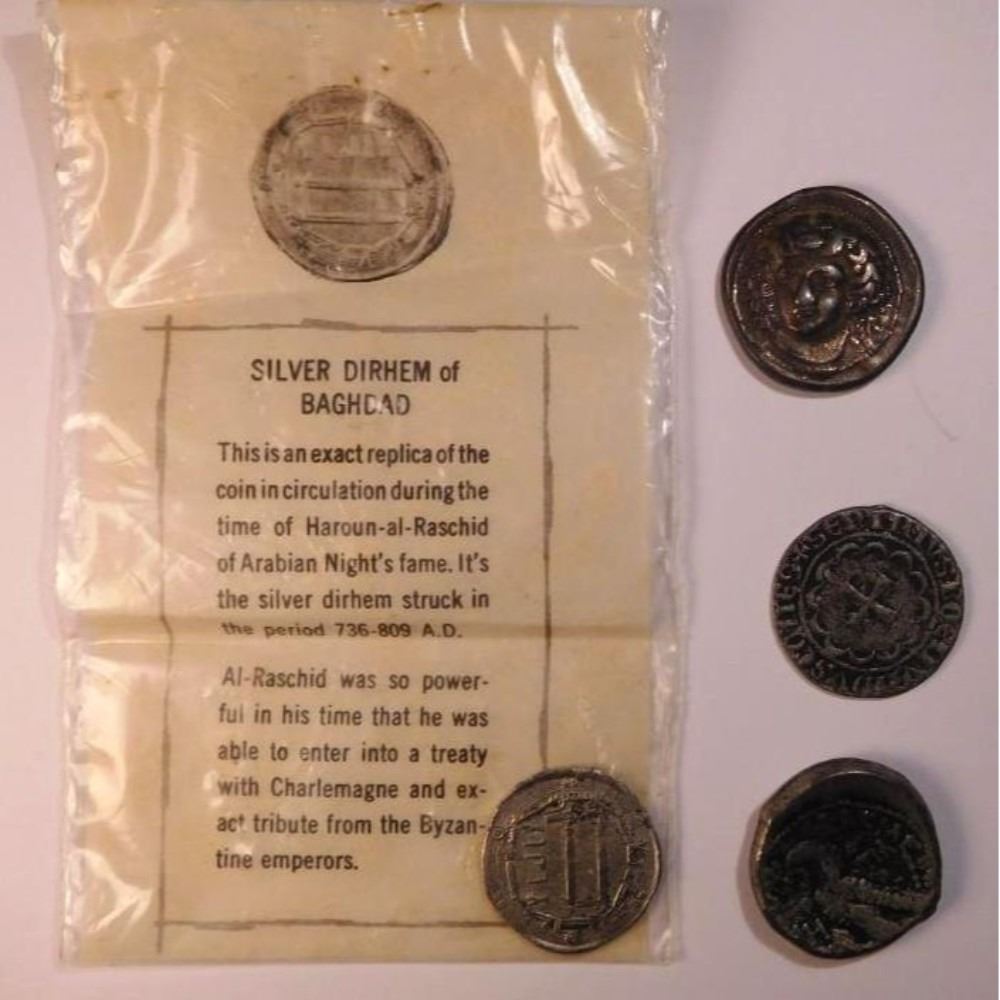 SILVER DIRHEM of
BAGHDAD
This is an exact replica of the
coin in circulation during the
time of Haroun-al-Raschid
of Arabian Night's fame. It's
the silver dirhem struck in
the period 736-809 A.D.
Al-Raschid was so power-
ful in his time that he was
able to enter into a treaty
with Charlemagne and ex-
act tribute from the Byzan-
tine emperors.